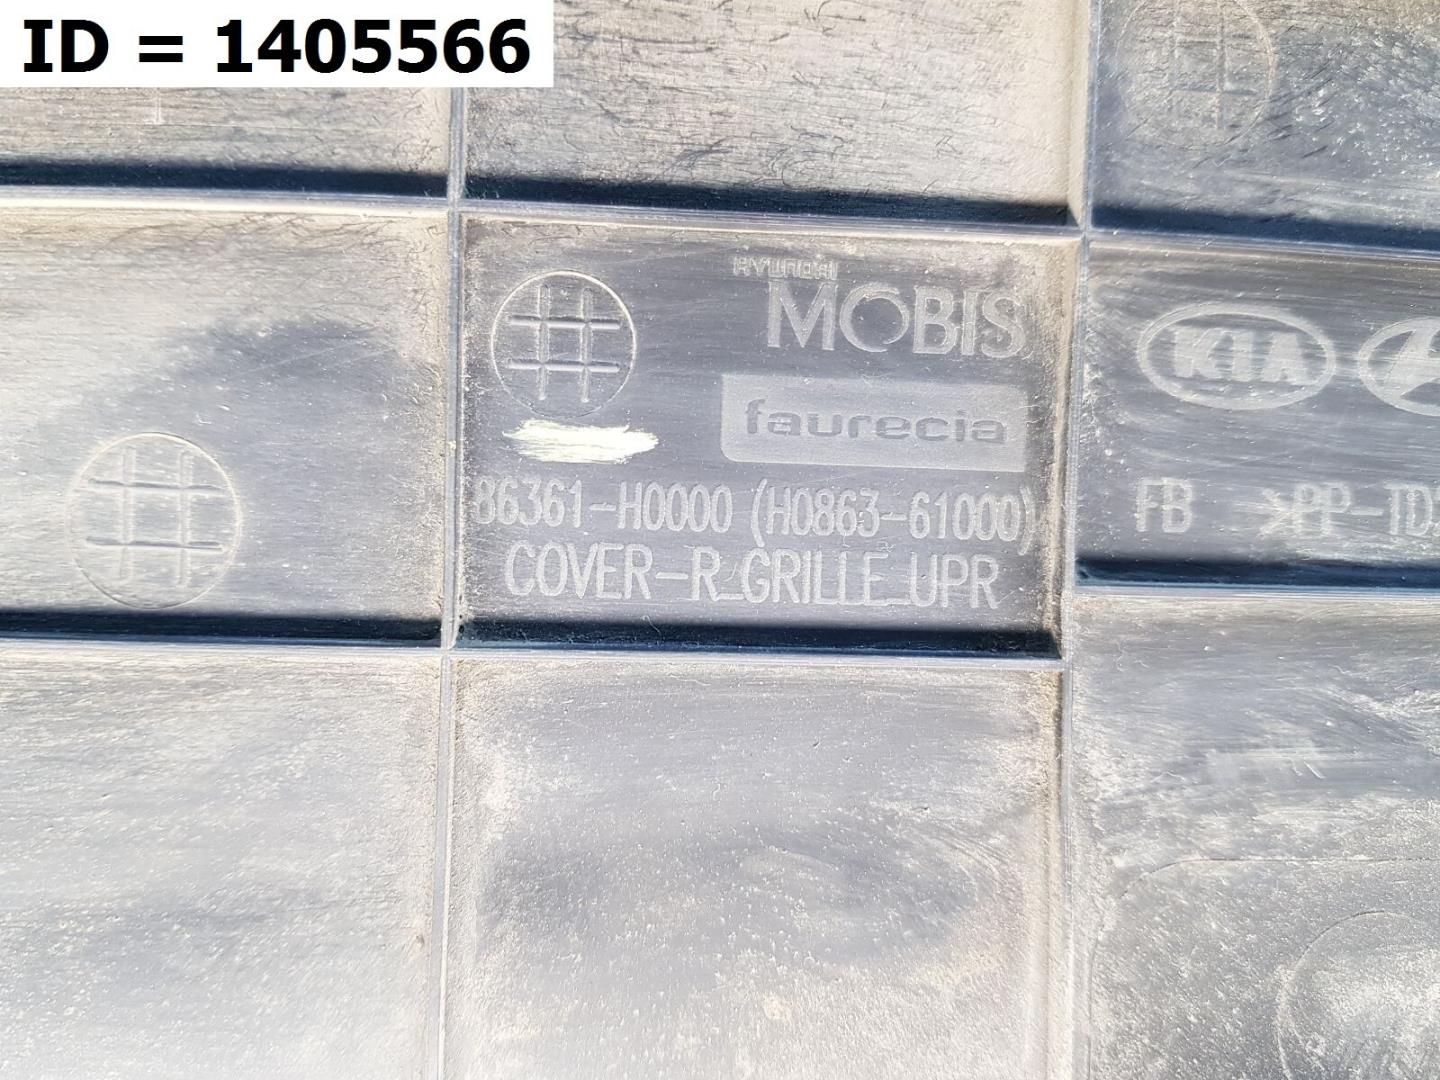 ID = 1405566
HYUNDAI
MOBIS
faurecia
86361-H0000 (H0863-61000)
COVER-R_GRILLE_UPR
KIA
FB >PP-TD